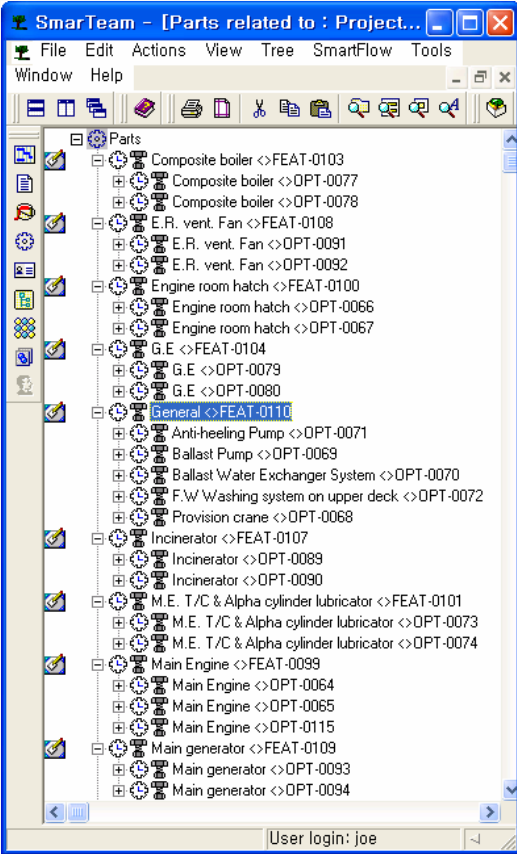 SmarTeam - [Parts related to : Project...
File Edit Actions View Tree SmartFlow Tools
Window Help
Parts
Composite boiler <>FEAT-0103
Composite boiler <>OPT-0077
Composite boiler <>OPT-0078
E.R. vent. Fan <>FEAT-0108
E.R. vent. Fan <>OPT-0091
E.R. vent. Fan <>OPT-0092
Engine room hatch <>FEAT-0100
Engine room hatch <>OPT-0066
Engine room hatch <>OPT-0067
G.E <>FEAT-0104
G.E <>OPT-0079
G.E <>OPT-0080
General <>FEAT-0110
Anti-heeling Pump <>OPT-0071
Ballast Pump <>OPT-0069
Ballast Water Exchanger System <>OPT-0070
F.W Washing system on upper deck <>OPT-0072
Provision crane <>OPT-0068
Incinerator <>FEAT-0107
Incinerator <>OPT-0089
Incinerator <>OPT-0090
M.E. T/C & Alpha cylinder lubricator <>FEAT-0101
M.E. T/C & Alpha cylinder lubricator <>OPT-0073
M.E. T/C & Alpha cylinder lubricator <>OPT-0074
Main Engine <>FEAT-0099
Main Engine <>OPT-0064
Main Engine <>OPT-0065
Main Engine <>OPT-0115
Main generator <>FEAT-0109
Main generator <>OPT-0093
Main generator <>OPT-0094
User login: joe